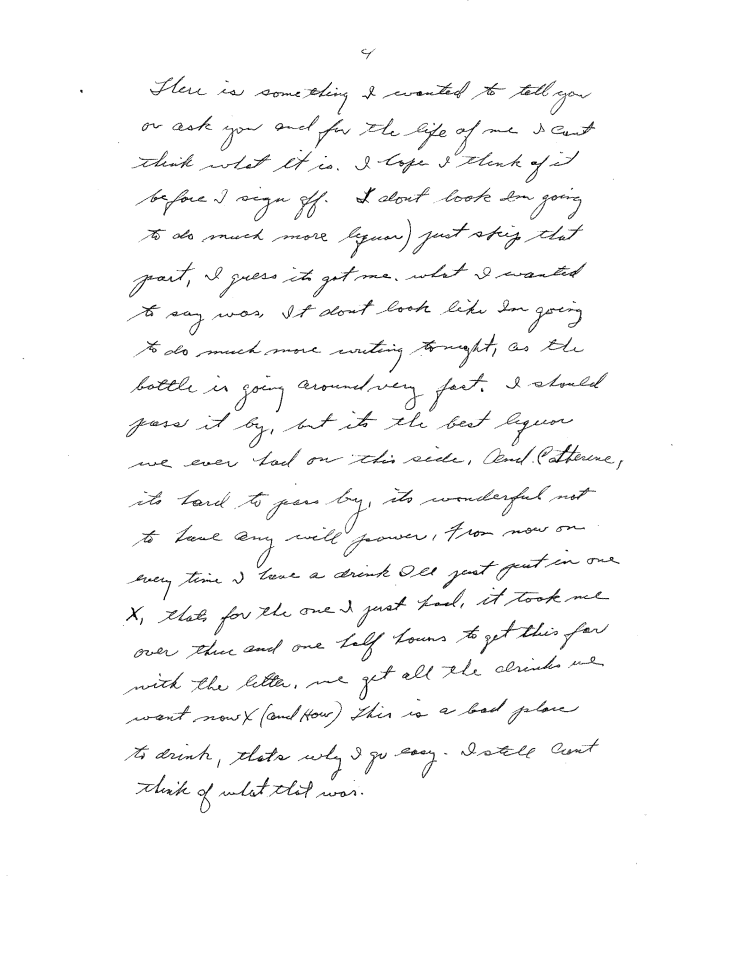 4
There is something I wanted to tell you
or ask you and for the life of me I cant
think what it is. I hope I think of it
before I sign off. I dont look Im going
to do much more liquor) just skip that
part, I guess its got me. what I wanted
to say was, It dont look like Im going
to do much more writing tonight, as the
bottle is going around very fast. I should
pass it by, but its the best liquor
we ever had on this side, and Catherine,
its hard to pass by, its wonderful not
to have any will power, From now on
every time I have a drink Ill just put in one
X, thats for the one I just had, it took me
over three and one half hours to get this far
with the letter, we get all the drinks we
want now X (and How) This is a bad place
to drink, thats why I go easy. I still cant
think of what that was.